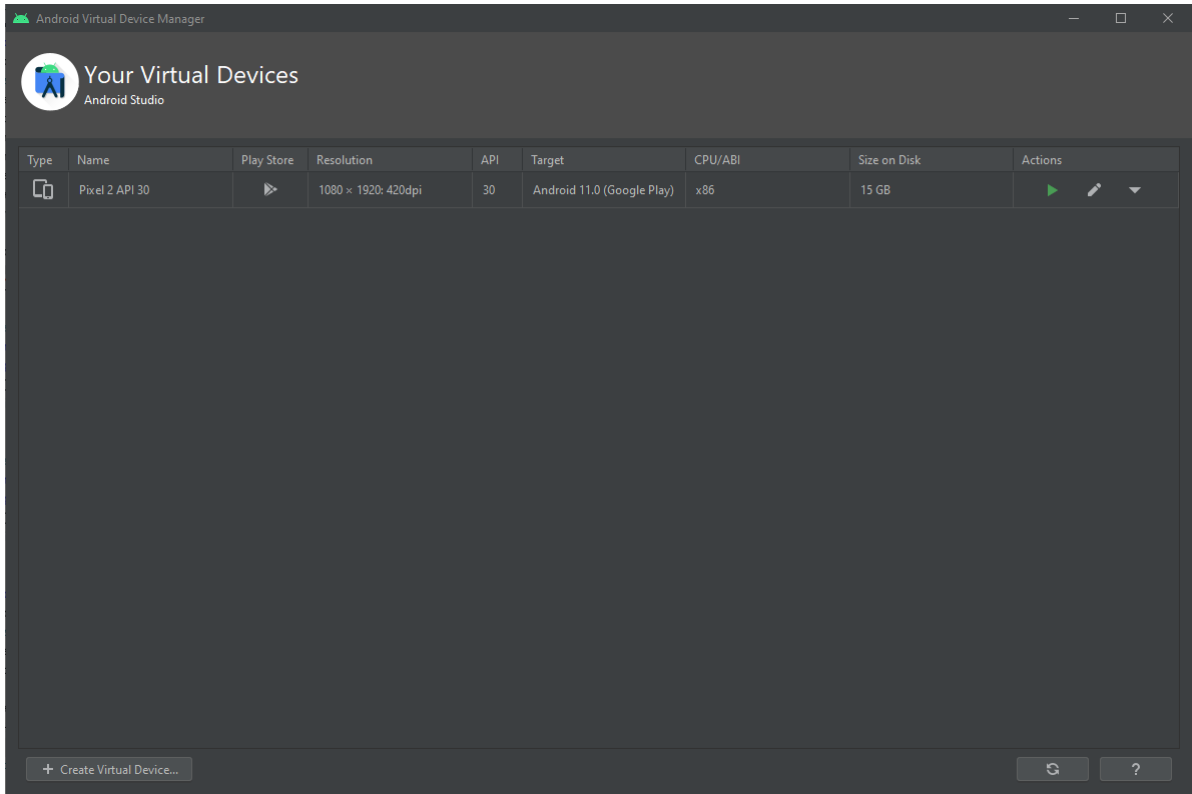 Android Virtual Device Manager
Your Virtual Devices
Android Studio
Type Name Play Store Resolution API Target CPU/ABI Size on Disk Actions
Pixel 2 API 30 1080 × 1920: 420dpi 30 Android 11.0 (Google Play) x86 15 GB
+ Create Virtual Device...
?